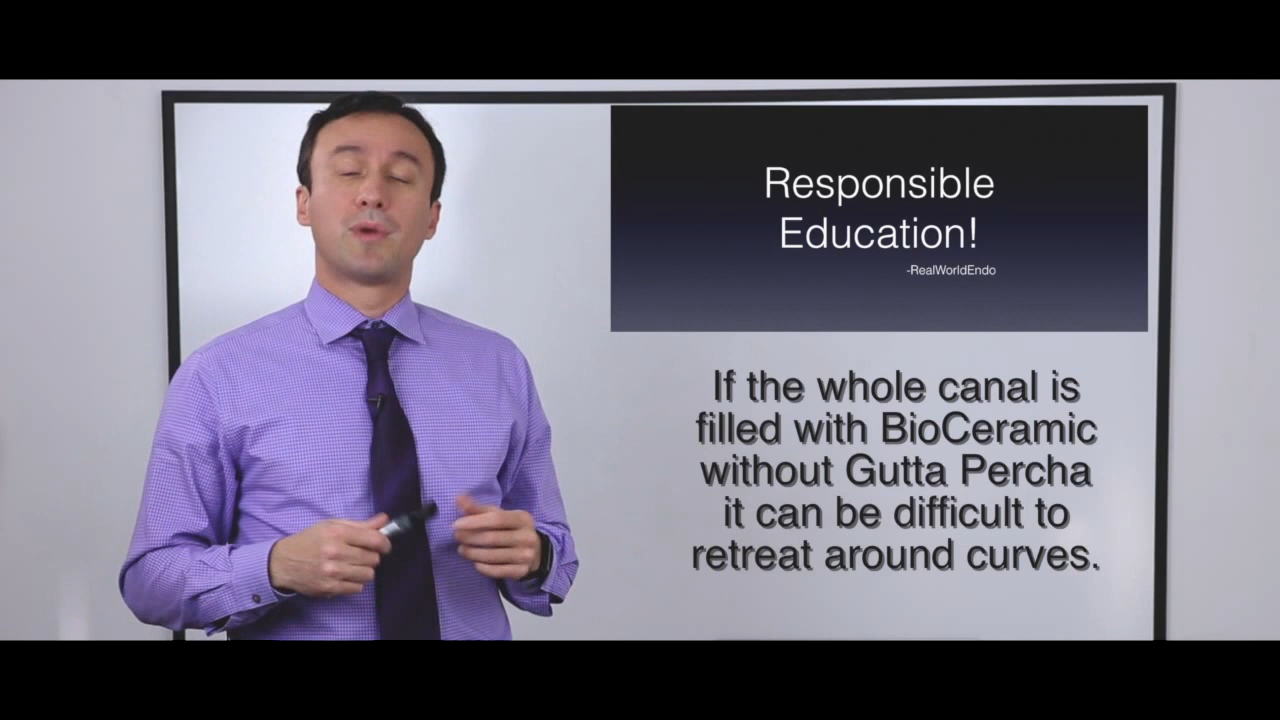 Responsible
Education!
-RealWorldEndo
If the whole canal is
filled with BioCeramic
without Gutta Percha
it can be difficult to
retreat around curves.